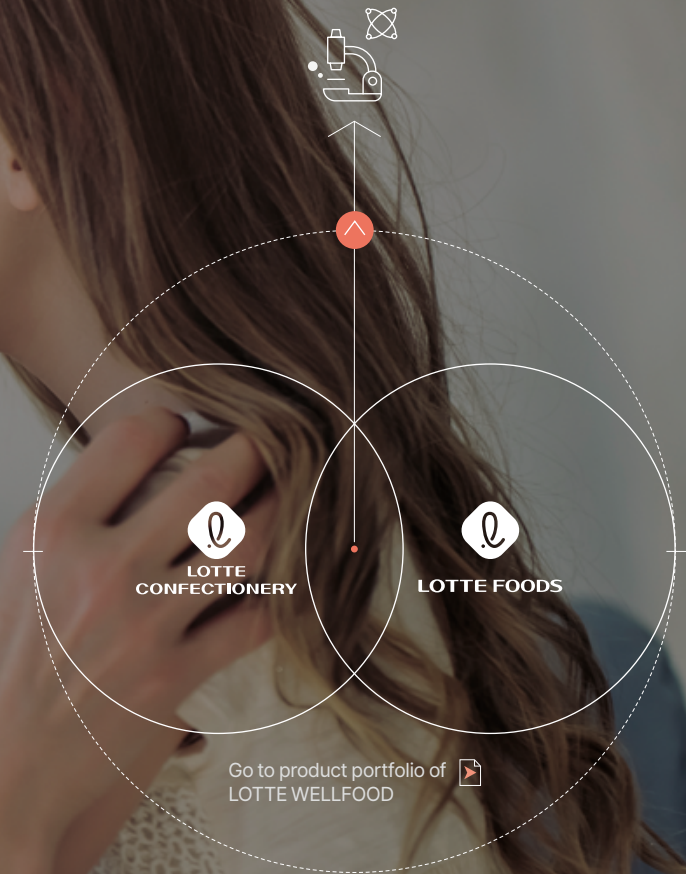 LOTTE
CONFECTIONERY
LOTTE FOODS
Go to product portfolio of
LOTTE WELLFOOD